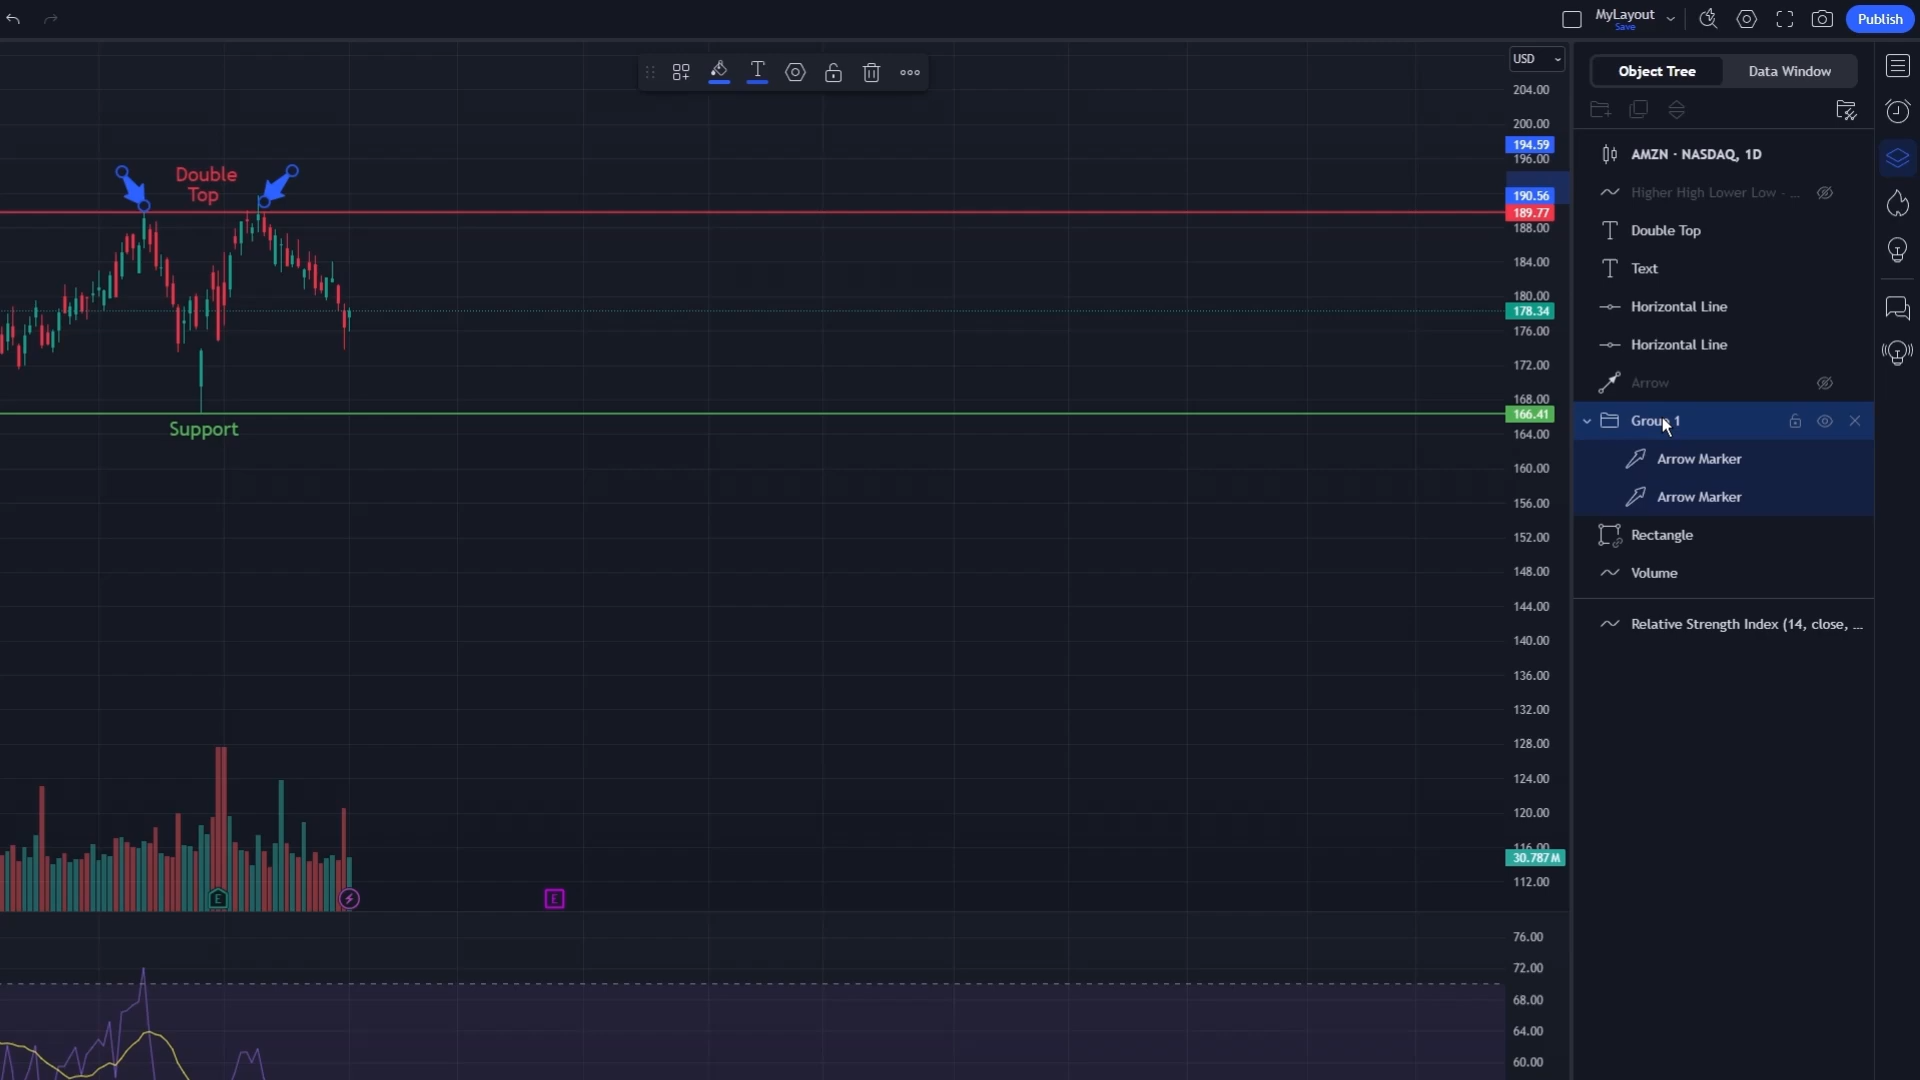 MyLayout
Save
Publish
Object Tree
Data Window
AMZN · NASDAQ, 1D
Higher High Lower Low - ...
Double Top
Text
Horizontal Line
Horizontal Line
Arrow
Group 1
Arrow Marker
Arrow Marker
Rectangle
Volume
Relative Strength Index (14, close, ...
Double
Top
Support
E
E
USD
204.00
200.00
194.59
196.00
190.56
189.77
188.00
184.00
180.00
178.34
176.00
172.00
168.00
166.41
164.00
160.00
156.00
152.00
148.00
144.00
140.00
136.00
132.00
128.00
124.00
120.00
116.00
30.787M
112.00
76.00
72.00
68.00
64.00
60.00